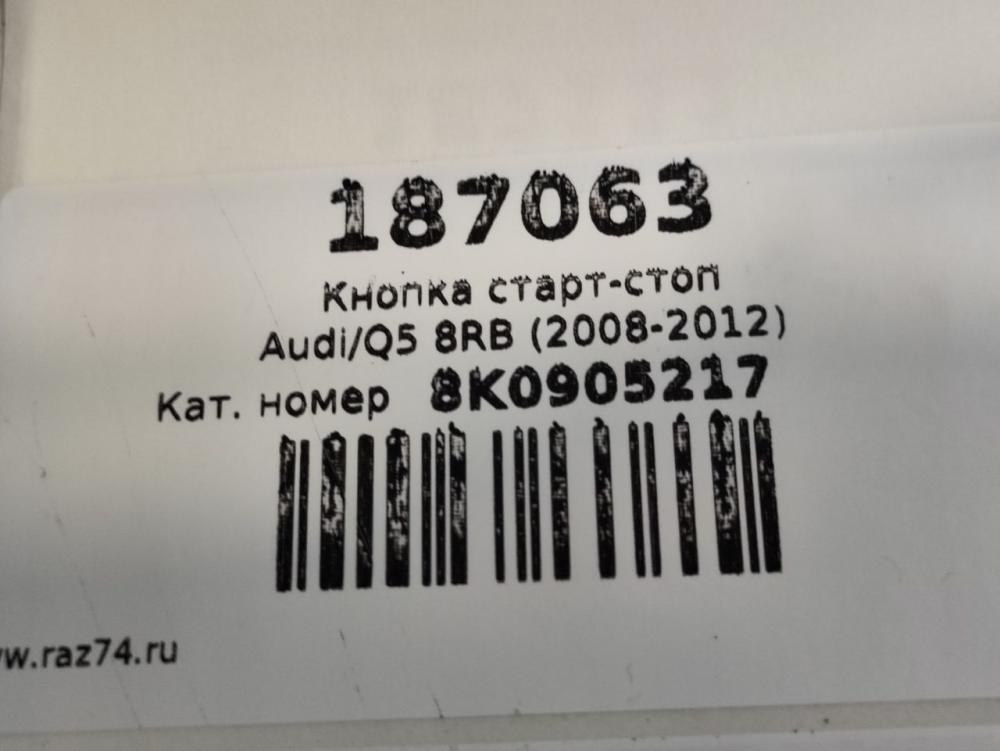 187063
Кнопка старт-стоп
Audi/Q5 8RB (2008-2012)
Кат. номер 8K0905217
w.raz74.ru